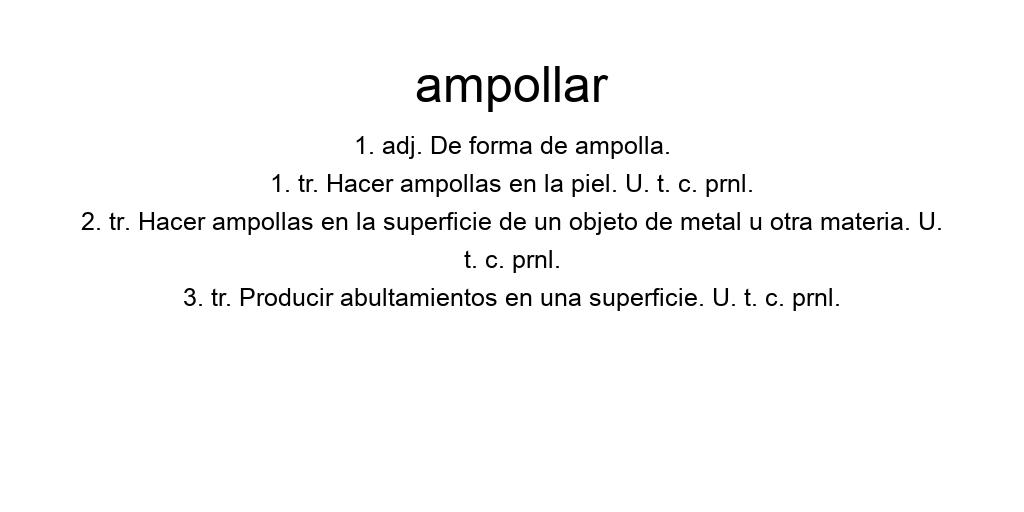 ampollar
1. adj. De forma de ampolla.
1. tr. Hacer ampollas en la piel. U. t. c. prnl.
2. tr. Hacer ampollas en la superficie de un objeto de metal u otra materia. U.
t. c. prnl.
3. tr. Producir abultamientos en una superficie. U. t. c. prnl.